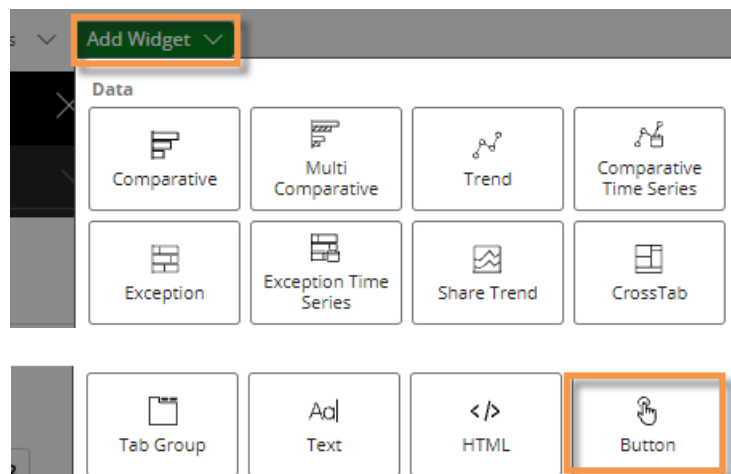 s
Add Widget
Data
Comparative
Multi
Comparative
Trend
Comparative
Time Series
Exception
Exception Time
Series
Share Trend
CrossTab
Tab Group
Aa
Text
</>
HTML
Button